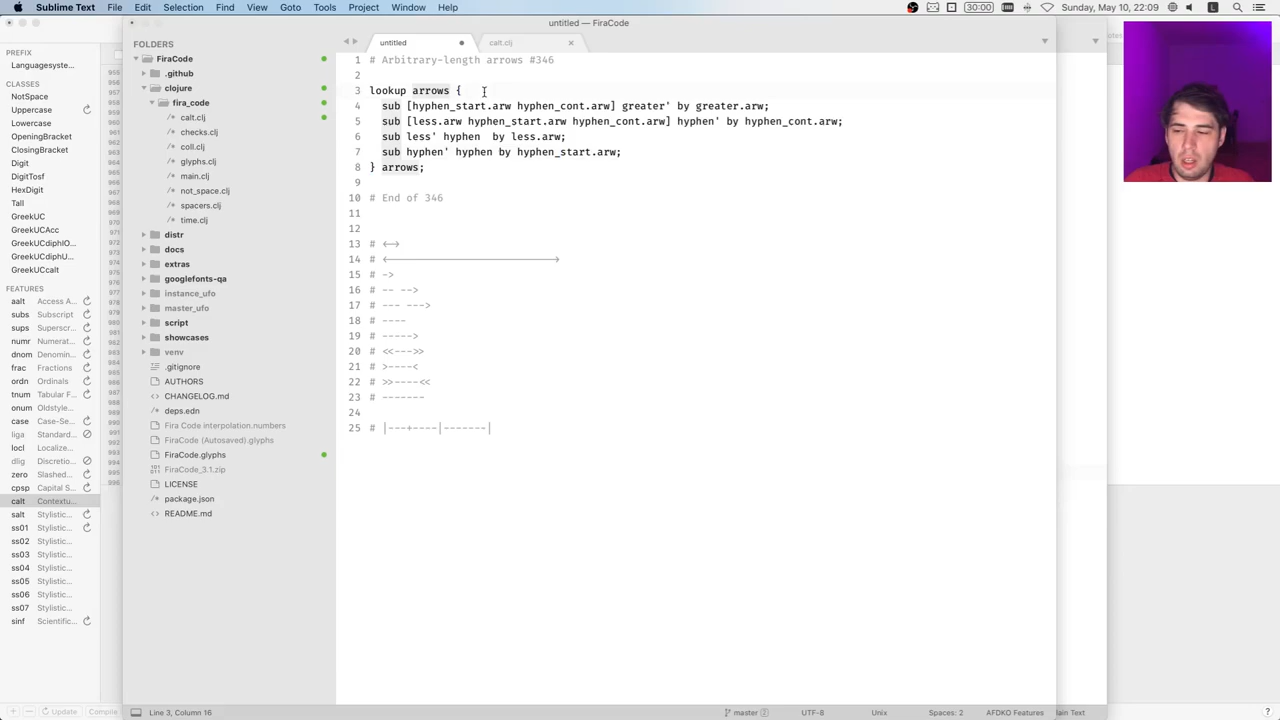 Sublime Text File Edit Selection Find View Goto Tools Project Window Help 30:00 Sunday, May 10, 22:09
untitled — FiraCode
PREFIX
Languagesyste...
CLASSES
NotSpace
Uppercase
Lowercase
OpeningBracket
ClosingBracket
Digit
DigitTosf
HexDigit
Tall
GreekUC
GreekUCAcc
GreekUCdiphIO...
GreekUCdiphU...
GreekUCcalt
FEATURES
aalt Access A...
subs Subscript
sups Superscr...
numr Numerat...
dnom Denomin...
frac Fractions
ordn Ordinals
tnum Tabular F...
onum Oldstyle...
case Case-Se...
liga Standard...
locl Localize...
dlig Discretio...
zero Slashed...
cpsp Capital S...
calt Contextu...
salt Stylistic...
ss01 Stylistic...
ss02 Stylistic...
ss03 Stylistic...
ss04 Stylistic...
ss05 Stylistic...
ss06 Stylistic...
ss07 Stylistic...
sinf Scientific...
Update Compile
FOLDERS
FiraCode
.github
clojure
fira_code
calt.clj
checks.clj
coll.clj
glyphs.clj
main.clj
not_space.clj
spacers.clj
time.clj
distr
docs
extras
googlefonts-qa
instance_ufo
master_ufo
script
showcases
venv
.gitignore
AUTHORS
CHANGELOG.md
deps.edn
Fira Code interpolation.numbers
FiraCode (Autosaved).glyphs
FiraCode.glyphs
FiraCode_3.1.zip
LICENSE
package.json
README.md
untitled calt.clj
1 # Arbitrary-length arrows #346
2
3 lookup arrows {
4 sub [hyphen_start.arw hyphen_cont.arw] greater' by greater.arw;
5 sub [less.arw hyphen_start.arw hyphen_cont.arw] hyphen' by hyphen_cont.arw;
6 sub less' hyphen by less.arw;
7 sub hyphen' hyphen by hyphen_start.arw;
8 } arrows;
9
10 # End of 346
11
12
13 # <->
14 # <----------------------->
15 # ->
16 # -- -->
17 # --- --->
18 # ----
19 # ----->
20 # <<--->>
21 # >----<
22 # >>----<<
23 # -------
24
25 # |---+----|-------|
Line 3, Column 16 master 2 UTF-8 Unix Spaces: 2 AFDKO Features lain Text